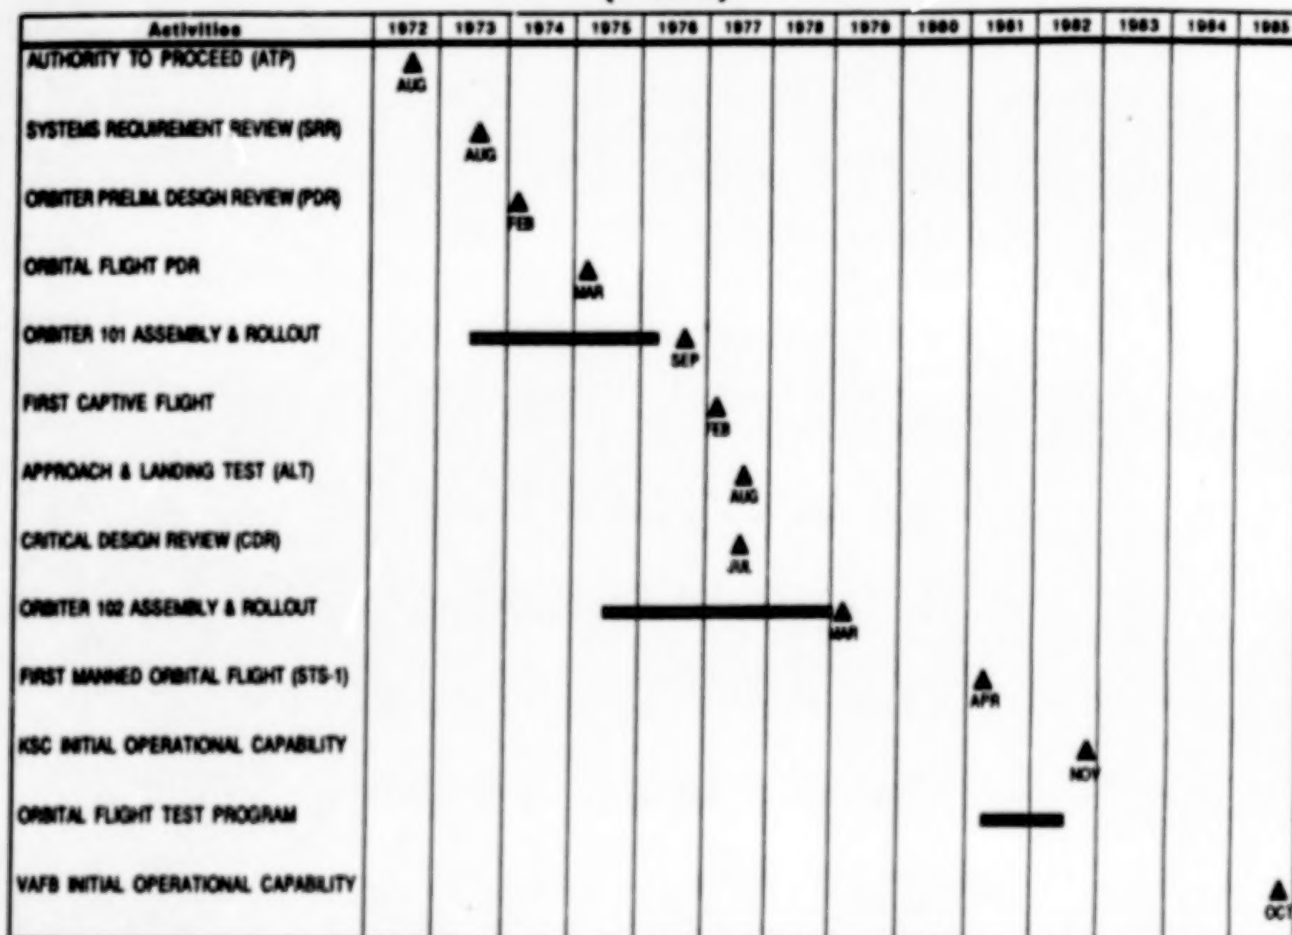 Activities 1972 1973 1974 1975 1976 1977 1978 1979 1980 1981 1982 1983 1984 1985
AUTHORITY TO PROCEED (ATP)
AUG
SYSTEMS REQUIREMENT REVIEW (SRR)
AUG
ORBITER PRELIM. DESIGN REVIEW (PDR)
FEB
ORBITAL FLIGHT PDR
MAR
ORBITER 101 ASSEMBLY & ROLLOUT
SEP
FIRST CAPTIVE FLIGHT
FEB
APPROACH & LANDING TEST (ALT)
AUG
CRITICAL DESIGN REVIEW (CDR)
JUL
ORBITER 102 ASSEMBLY & ROLLOUT
MAR
FIRST MANNED ORBITAL FLIGHT (STS-1)
APR
KSC INITIAL OPERATIONAL CAPABILITY
NOV
ORBITAL FLIGHT TEST PROGRAM
VAFB INITIAL OPERATIONAL CAPABILITY
OCT